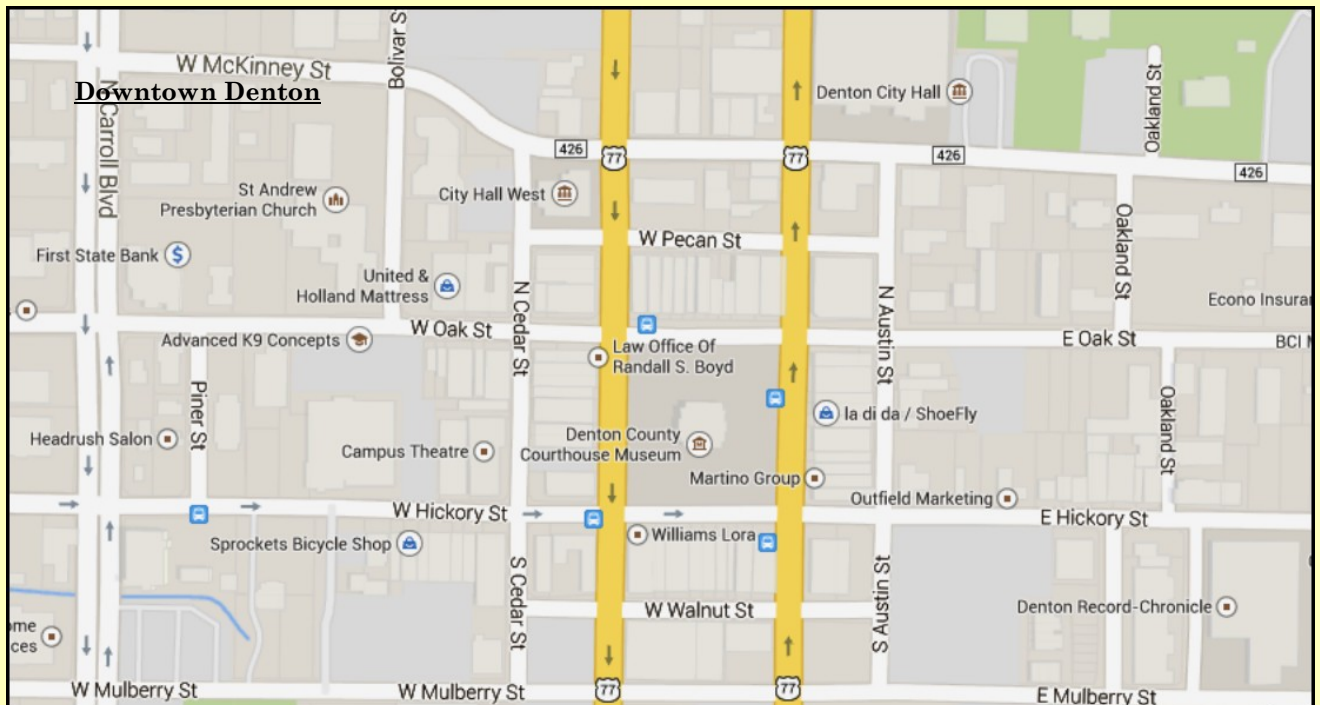 Bolivar S
W McKinney St
Downtown Denton
N Carroll Blvd
Denton City Hall
Oakland St
426
77
77
426
426
St Andrew
Presbyterian Church
City Hall West
W Pecan St
Oakland St
First State Bank
United &
Holland Mattress
N Cedar St
N Austin St
Econo Insura
Advanced K9 Concepts
W Oak St
Law Office Of
Randall S. Boyd
E Oak St
BCI
Piner St
la di da / ShoeFly
Oakland St
Headrush Salon
Campus Theatre
Denton County
Courthouse Museum
Martino Group
Outfield Marketing
W Hickory St
E Hickory St
Sprockets Bicycle Shop
Williams Lora
S Cedar St
S Austin St
W Walnut St
Denton Record-Chronicle
ome
ces
W Mulberry St
W Mulberry St
77
77
E Mulberry St